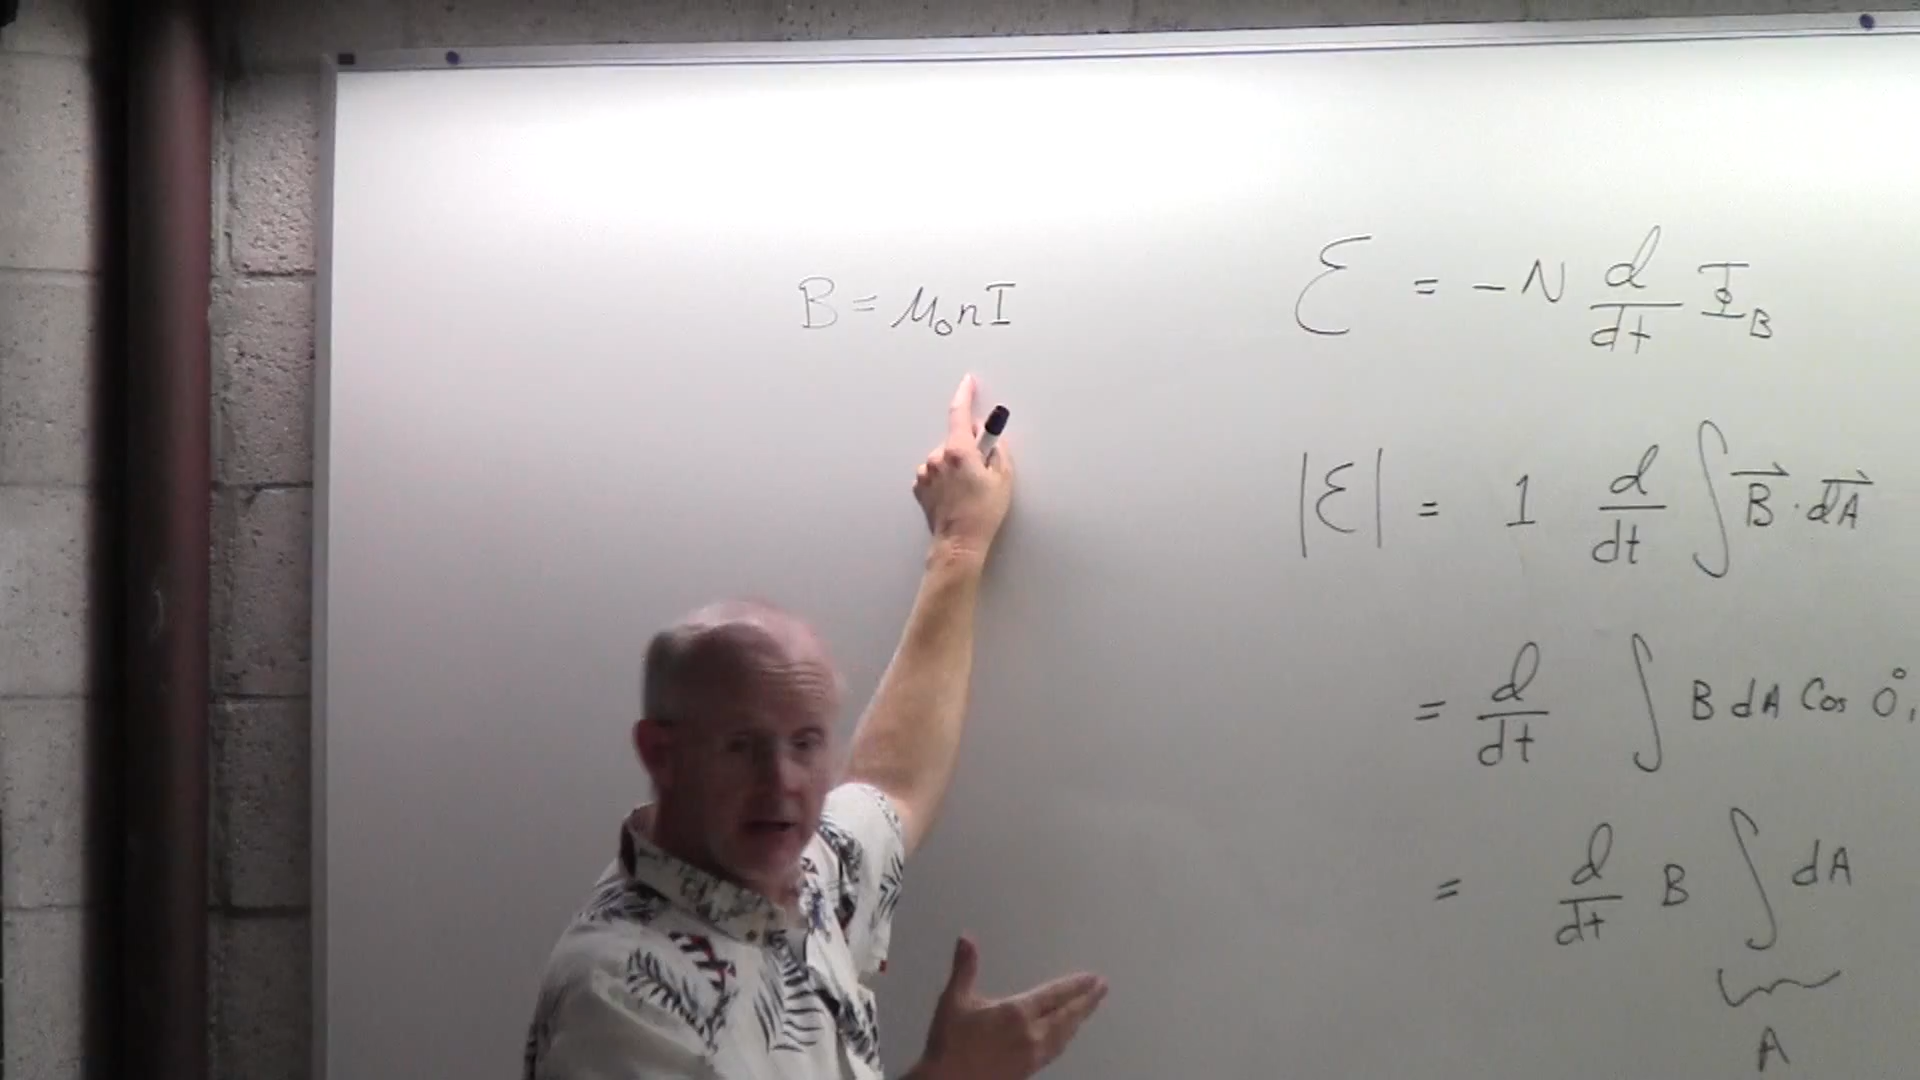 B = μ₀nI
ℰ = -N d/dt Φ_B
|ℰ| = 1 d/dt ∫ B⃗ · dA⃗
= d/dt ∫ B dA Cos 0°
= d/dt B ∫ dA
A